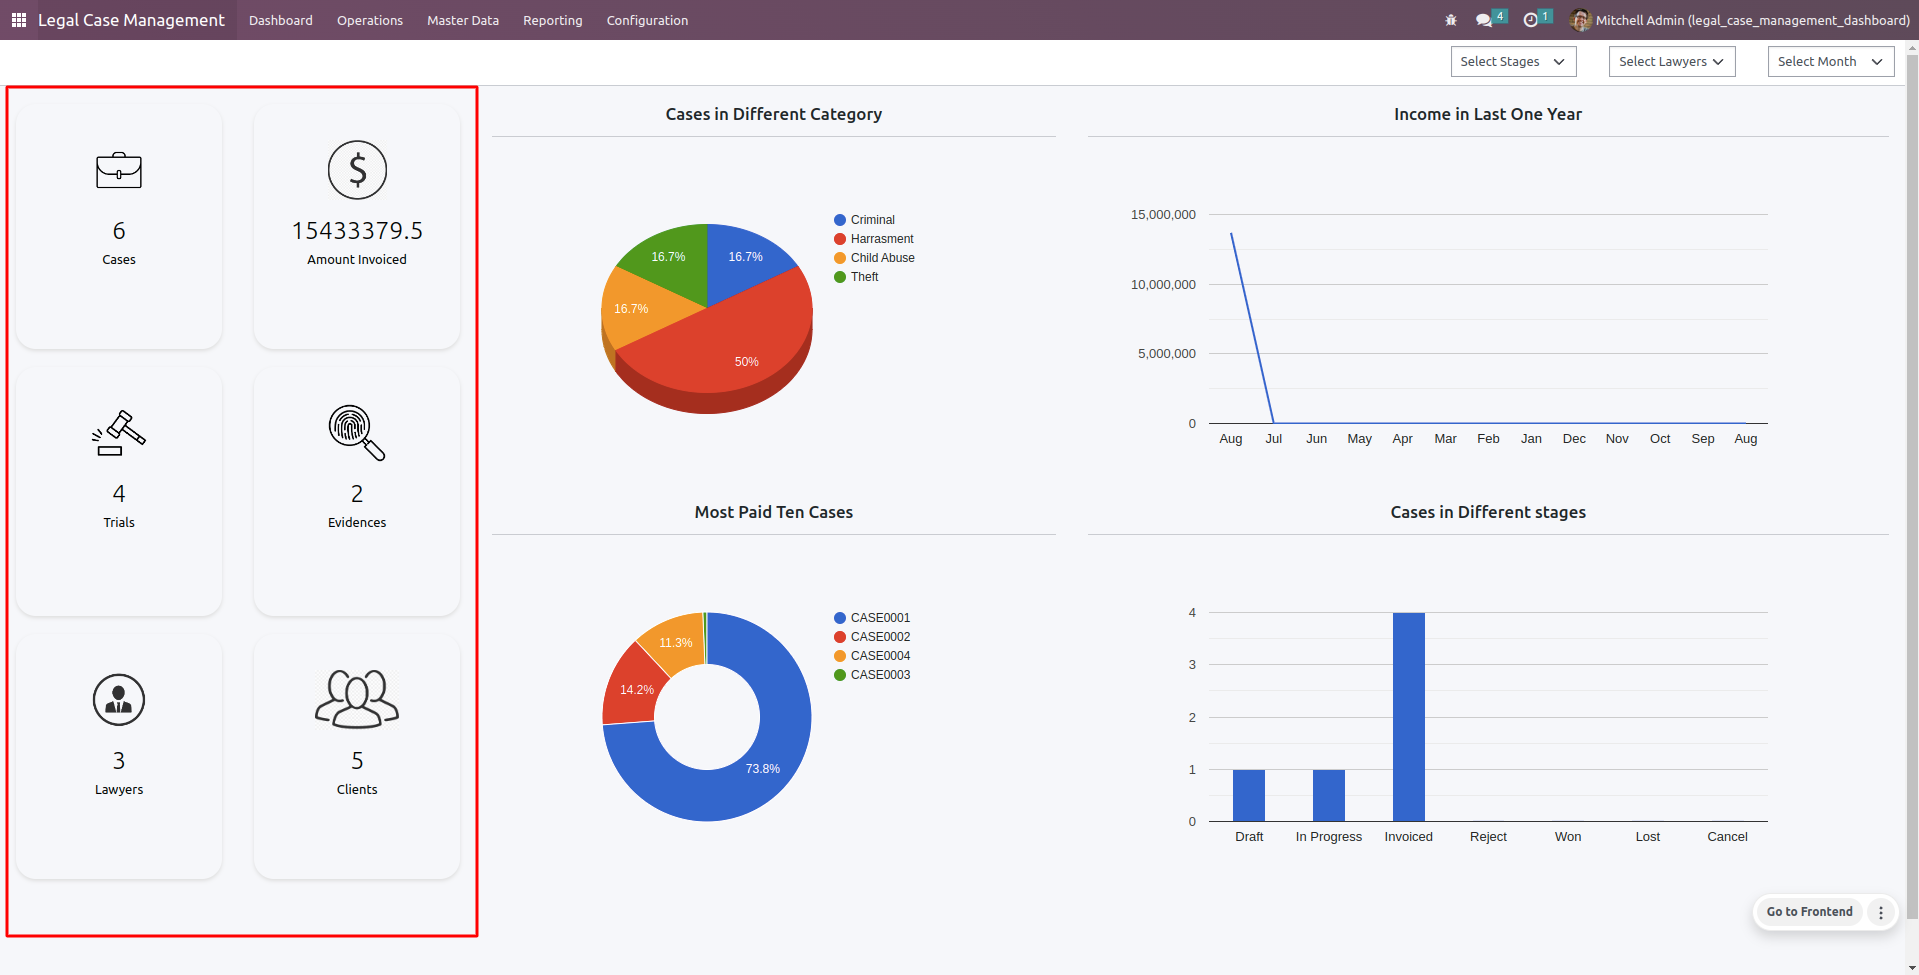 Legal Case Management Dashboard Operations Master Data Reporting Configuration 4 1 Mitchell Admin (legal_case_management_dashboard)
Select Stages Select Lawyers Select Month
6
Cases
$
15433379.5
Amount Invoiced
4
Trials
2
Evidences
3
Lawyers
5
Clients
Cases in Different Category
16.7%
16.7%
16.7%
50%
Criminal
Harrasment
Child Abuse
Theft
Income in Last One Year
15,000,000
10,000,000
5,000,000
0
Aug Jul Jun May Apr Mar Feb Jan Dec Nov Oct Sep Aug
Most Paid Ten Cases
11.3%
14.2%
73.8%
CASE0001
CASE0002
CASE0004
CASE0003
Cases in Different stages
4
3
2
1
0
Draft In Progress Invoiced Reject Won Lost Cancel
Go to Frontend